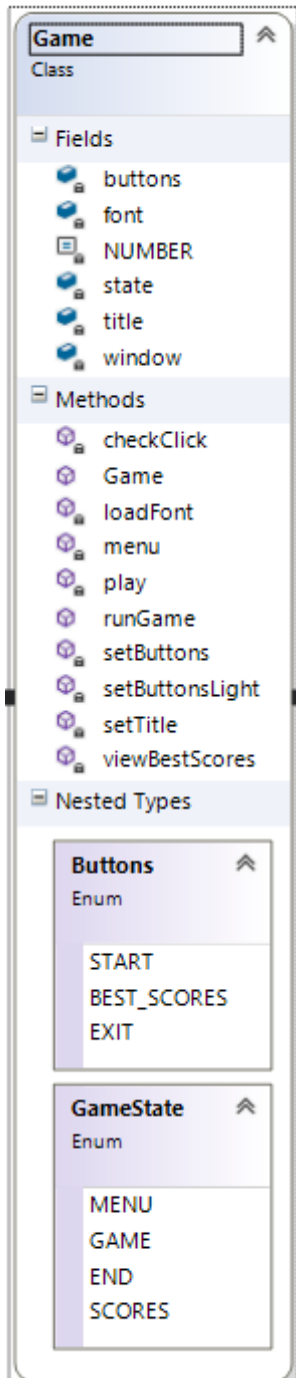 Game
Class
Fields
buttons
font
NUMBER
state
title
window
Methods
checkClick
Game
loadFont
menu
play
runGame
setButtons
setButtonsLight
setTitle
viewBestScores
Nested Types
Buttons
Enum
START
BEST_SCORES
EXIT
GameState
Enum
MENU
GAME
END
SCORES